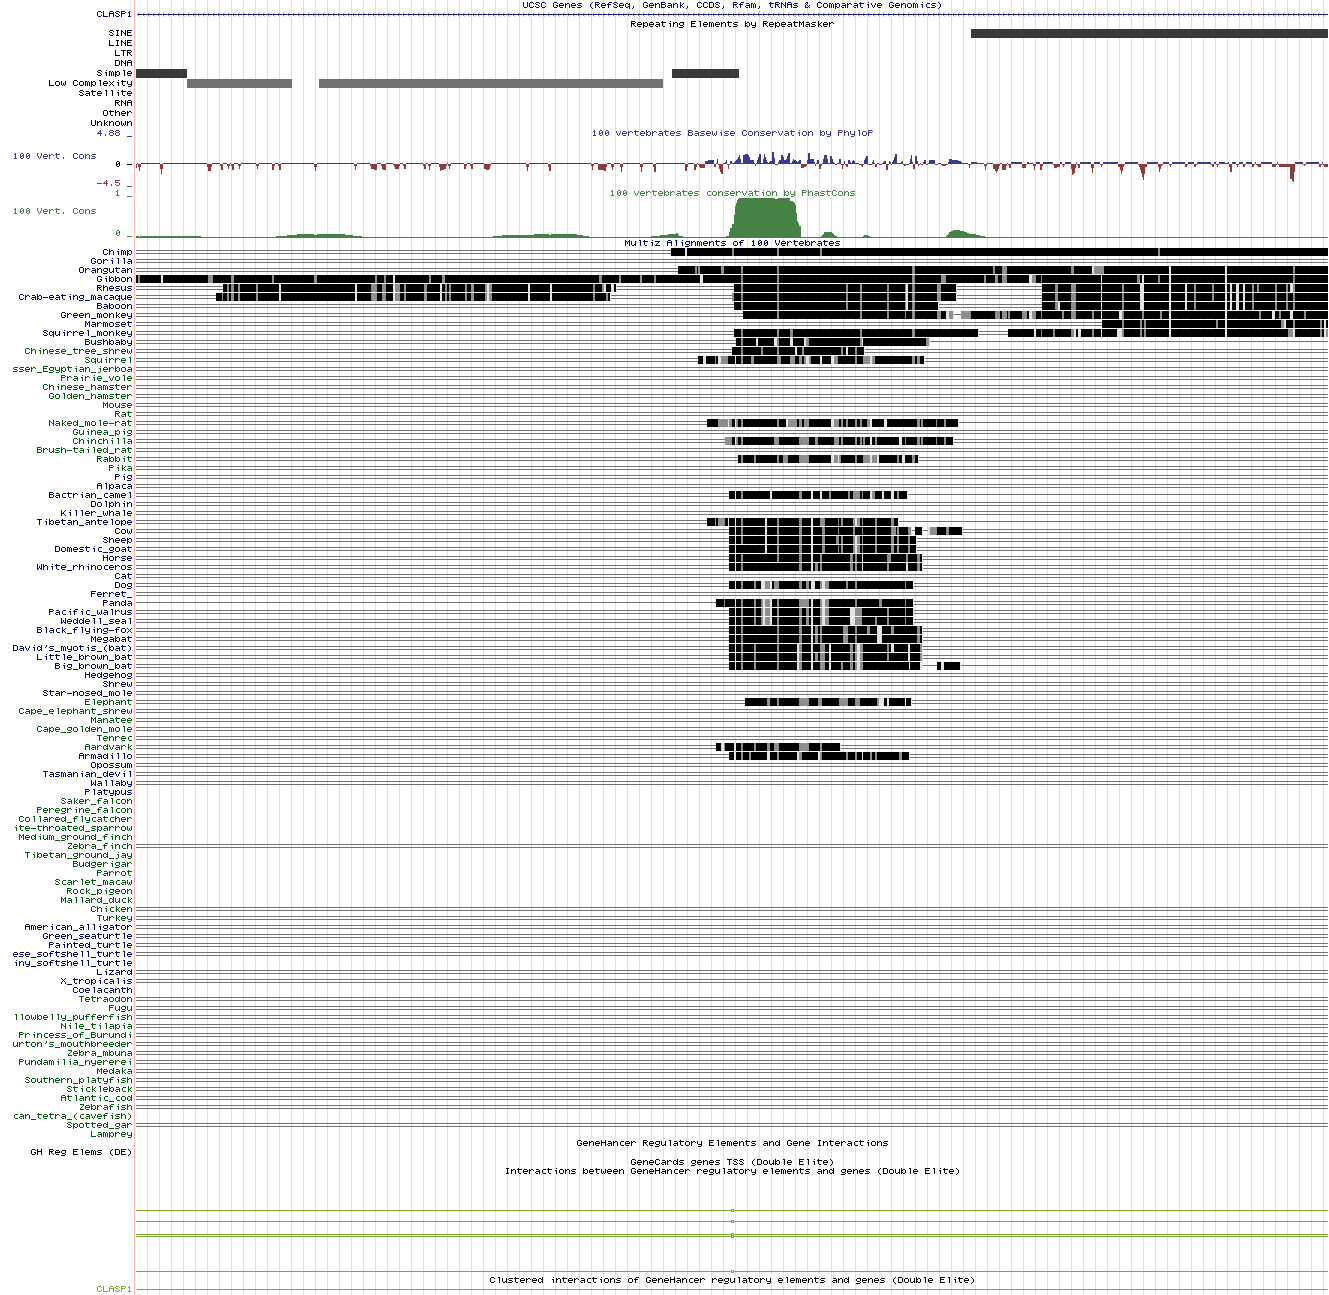 UCSC Genes (RefSeq, GenBank, CCDS, Rfam, tRNAs & Comparative Genomics)
CLASP1
Repeating Elements by RepeatMasker
SINE
LINE
LTR
DNA
Simple
Low Complexity
Satellite
RNA
Other
Unknown
4.88 _
100 vertebrates Basewise Conservation by PhyloP
100 Vert. Cons
0 _
-4.5 _
100 vertebrates conservation by PhastCons
1 _
100 Vert. Cons
0 _
Multiz Alignments of 100 Vertebrates
Chimp
Gorilla
Orangutan
Gibbon
Rhesus
Crab-eating_macaque
Baboon
Green_monkey
Marmoset
Squirrel_monkey
Bushbaby
Chinese_tree_shrew
Squirrel
sser_Egyptian_jerboa
Prairie_vole
Chinese_hamster
Golden_hamster
Mouse
Rat
Naked_mole-rat
Guinea_pig
Chinchilla
Brush-tailed_rat
Rabbit
Pika
Pig
Alpaca
Bactrian_camel
Dolphin
Killer_whale
Tibetan_antelope
Cow
Sheep
Domestic_goat
Horse
White_rhinoceros
Cat
Dog
Ferret_
Panda
Pacific_walrus
Weddell_seal
Black_flying-fox
Megabat
David's_myotis_(bat)
Little_brown_bat
Big_brown_bat
Hedgehog
Shrew
Star-nosed_mole
Elephant
Cape_elephant_shrew
Manatee
Cape_golden_mole
Tenrec
Aardvark
Armadillo
Opossum
Tasmanian_devil
Wallaby
Platypus
Saker_falcon
Peregrine_falcon
Collared_flycatcher
ite-throated_sparrow
Medium_ground_finch
Zebra_finch
Tibetan_ground_jay
Budgerigar
Parrot
Scarlet_macaw
Rock_pigeon
Mallard_duck
Chicken
Turkey
American_alligator
Green_seaturtle
Painted_turtle
ese_softshell_turtle
iny_softshell_turtle
Lizard
X_tropicalis
Coelacanth
Tetraodon
Fugu
llowbelly_pufferfish
Nile_tilapia
Princess_of_Burundi
urton's_mouthbreeder
Zebra_mbuna
Pundamilia_nyererei
Medaka
Southern_platyfish
Stickleback
Atlantic_cod
Zebrafish
can_tetra_(cavefish)
Spotted_gar
Lamprey
GeneHancer Regulatory Elements and Gene Interactions
GH Reg Elems (DE)
GeneCards genes TSS (Double Elite)
Interactions between GeneHancer regulatory elements and genes (Double Elite)
Clustered interactions of GeneHancer regulatory elements and genes (Double Elite)
CLASP1